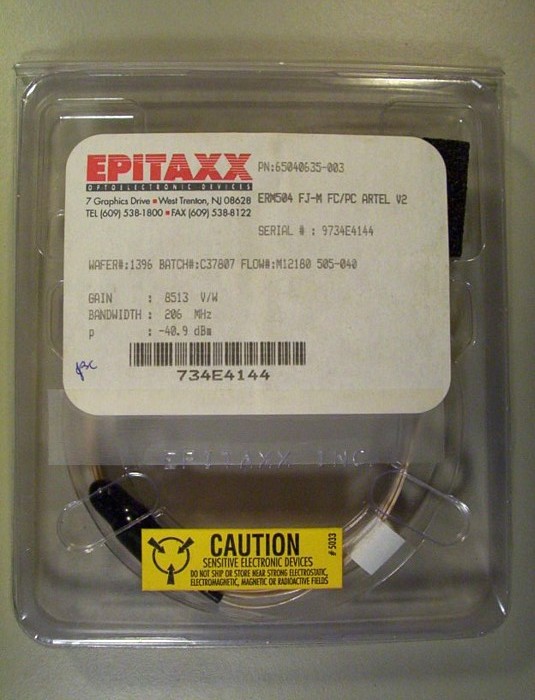 EPITAXX
OPTOELECTRONIC DEVICES
7 Graphics Drive ▪ West Trenton, NJ 08628
TEL (609) 538-1800 ▪ FAX (609) 538-8122
PN:65040635-003
ERM504 FJ-M FC/PC ARTEL V2
SERIAL # : 9734E4144
WAFER#:1396 BATCH#:C37807 FLOW#:M12180 505-040
GAIN : 8513 V/W
BANDWIDTH : 206 MHz
P : -40.9 dBm
734E4144
EPITAXX INC
CAUTION
SENSITIVE ELECTRONIC DEVICES
DO NOT SHIP OR STORE NEAR STRONG ELECTROSTATIC,
ELECTROMAGNETIC, MAGNETIC OR RADIOACTIVE FIELDS
# 5033